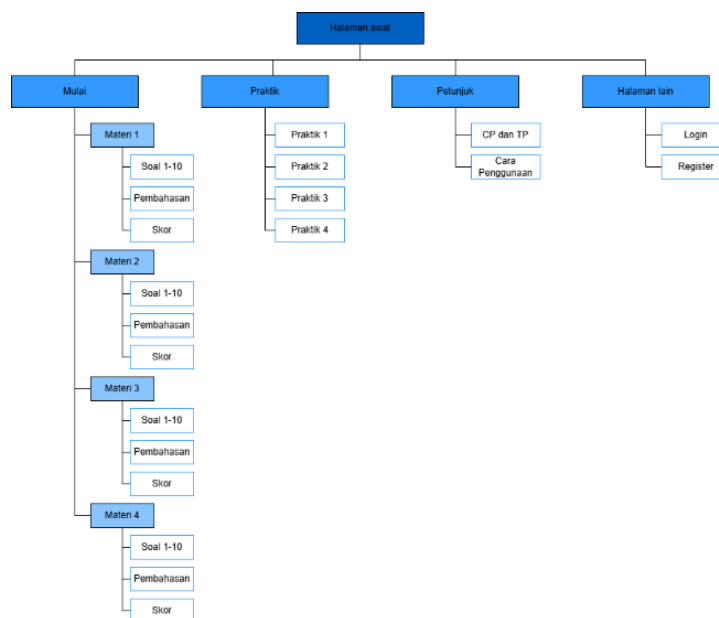 Halaman awal
Mulai
Praktik
Petunjuk
Halaman lain
Materi 1
Soal 1-10
Pembahasan
Skor
Materi 2
Soal 1-10
Pembahasan
Skor
Materi 3
Soal 1-10
Pembahasan
Skor
Materi 4
Soal 1-10
Pembahasan
Skor
Praktik 1
Praktik 2
Praktik 3
Praktik 4
CP dan TP
Cara
Penggunaan
Login
Register